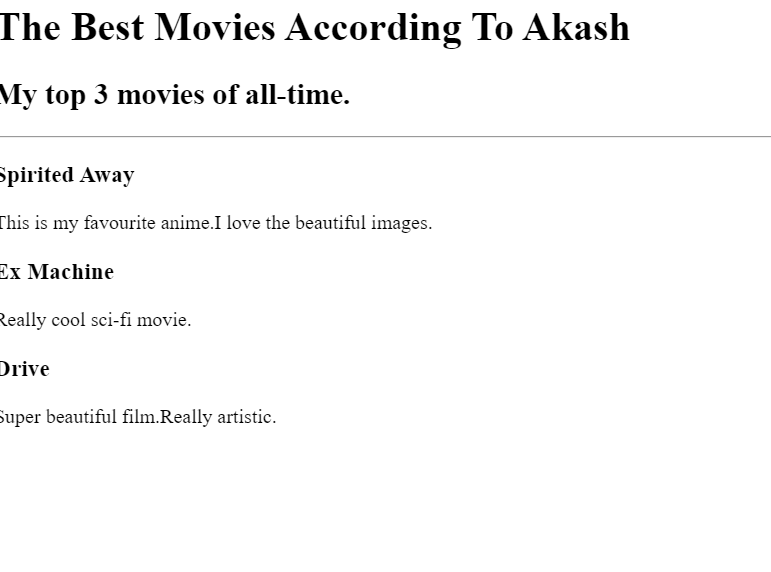 The Best Movies According To Akash
My top 3 movies of all-time.
Spirited Away
This is my favourite anime.I love the beautiful images.
Ex Machine
Really cool sci-fi movie.
Drive
Super beautiful film.Really artistic.